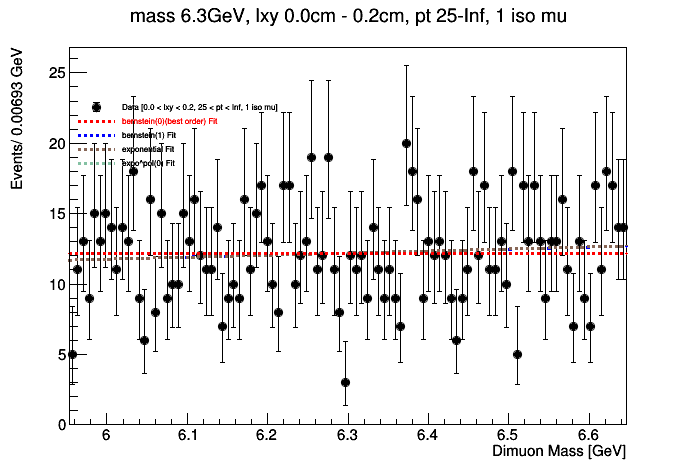 mass 6.3GeV, lxy 0.0cm - 0.2cm, pt 25-Inf, 1 iso mu
Events/ 0.00693 GeV
25
20
15
10
5
0
Data [0.0 < lxy < 0.2, 25 < pt < Inf, 1 iso mu]
bernstein(0)(best order) Fit
bernstein(1) Fit
exponential Fit
expo*pol(0) Fit
6 6.1 6.2 6.3 6.4 6.5 6.6
Dimuon Mass [GeV]